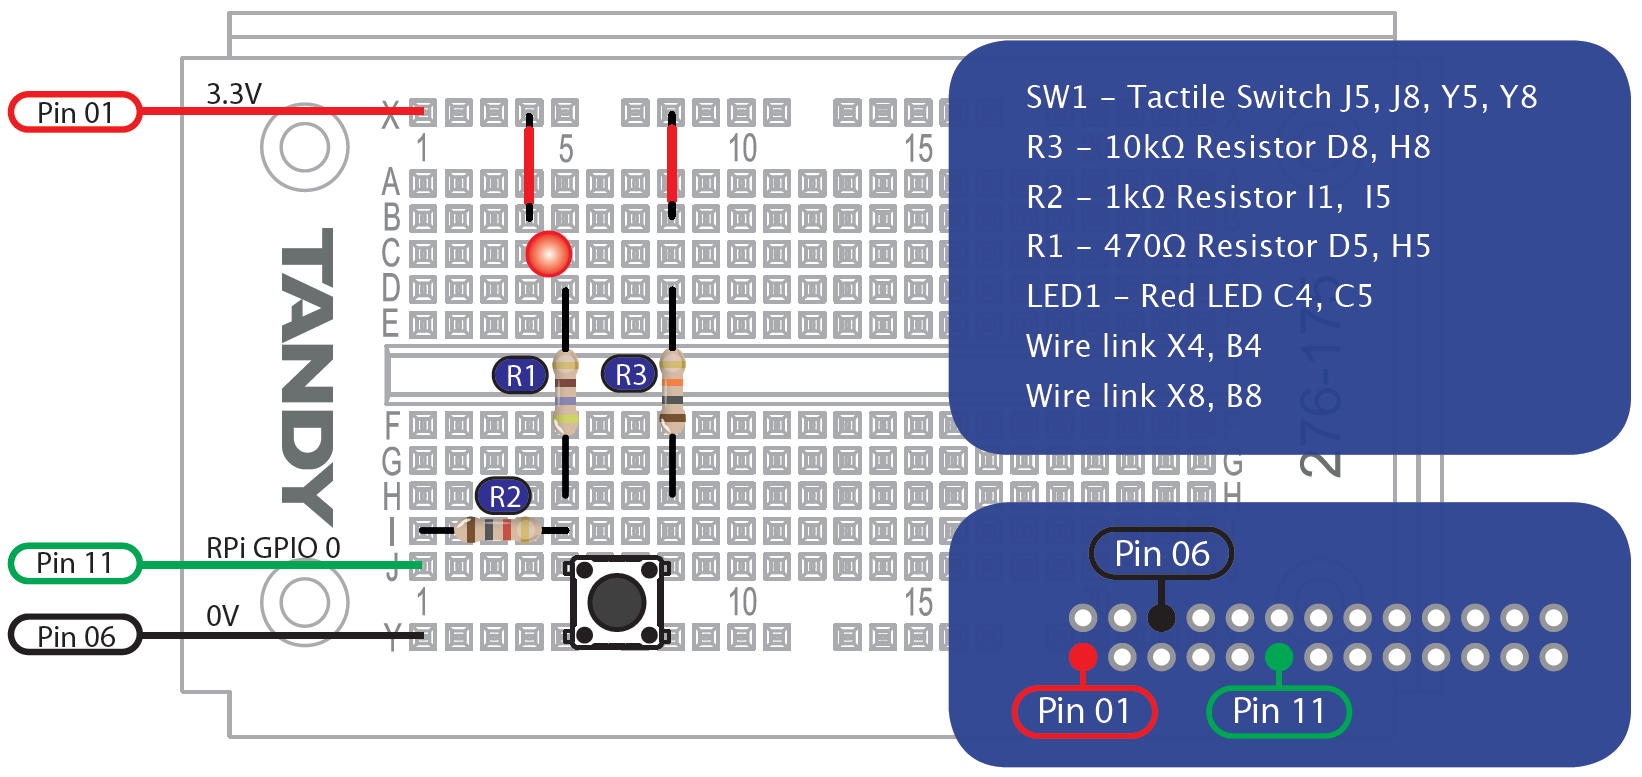 Pin 01
3.3V
X
1 5 10 15
A
B
C
D
E
R1 R3
F
G G
H H
R2
I
RPi GPIO 0
Pin 11
J
1 10 15
0V
Pin 06
Y
TANDY
SW1 – Tactile Switch J5, J8, Y5, Y8
R3 – 10kΩ Resistor D8, H8
R2 – 1kΩ Resistor I1, I5
R1 – 470Ω Resistor D5, H5
LED1 – Red LED C4, C5
Wire link X4, B4
Wire link X8, B8
276-175
Pin 06
Pin 01
Pin 11